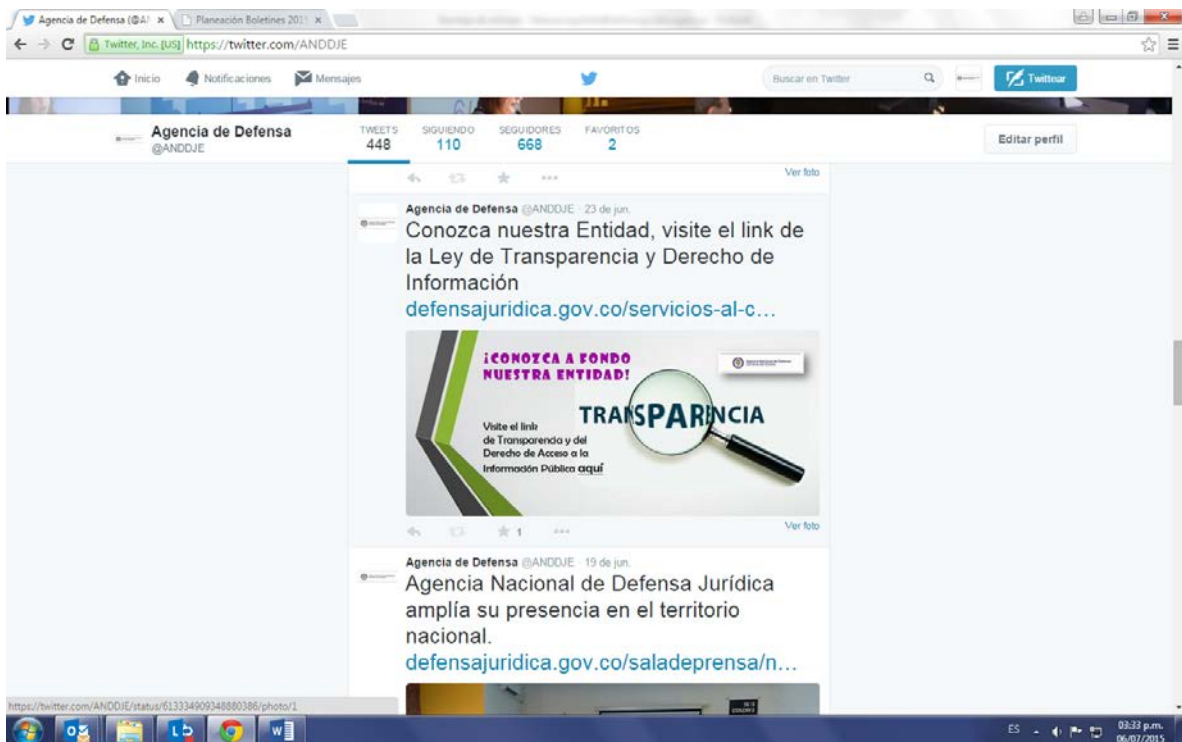 Agencia de Defensa (@A
Planeación Boletines 201
Twitter, Inc. [US]
https://twitter.com/ANDDJE
Inicio
Notificaciones
Mensajes
Buscar en Twitter
Twittear
Agencia de Defensa
@ANDDJE
TWEETS
448
SIGUIENDO
110
SEGUIDORES
668
FAVORITOS
2
Editar perfil
Ver foto
Agencia de Defensa @ANDDJE · 23 de jun.
Conozca nuestra Entidad, visite el link de
la Ley de Transparencia y Derecho de
Información
defensajuridica.gov.co/servicios-al-c…
¡CONOZCA A FONDO
NUESTRA ENTIDAD!
TRANSPARENCIA
Visite el link
de Transparencia y del
Derecho de Acceso a la
Información Pública aquí
1
Ver foto
Agencia de Defensa @ANDDJE · 19 de jun.
Agencia Nacional de Defensa Jurídica
amplía su presencia en el territorio
nacional.
defensajuridica.gov.co/saladeprensa/n…
https://twitter.com/ANDDJE/status/613334909348880386/photo/1
ES
03:33 p.m.
06/07/2015